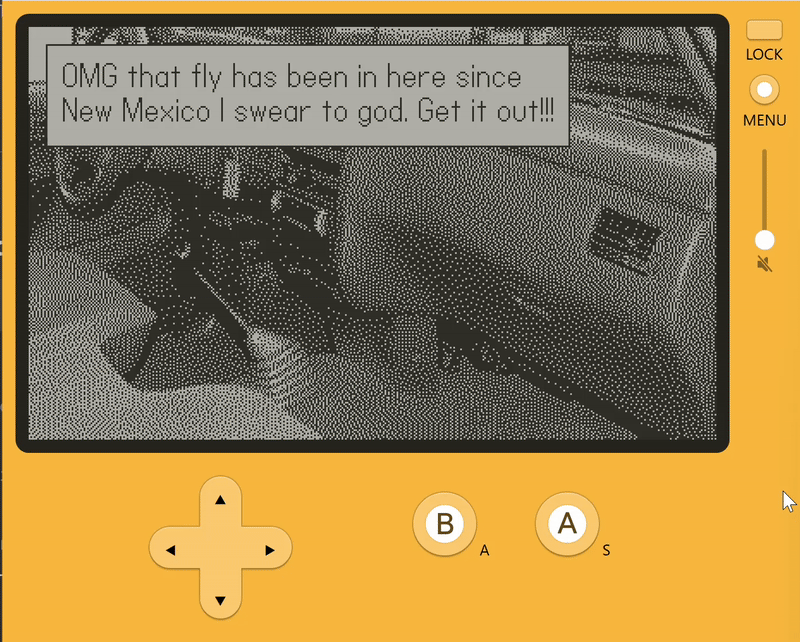 OMG that fly has been in here since
New Mexico I swear to god. Get it out!!!
LOCK
MENU
B
A
A
S